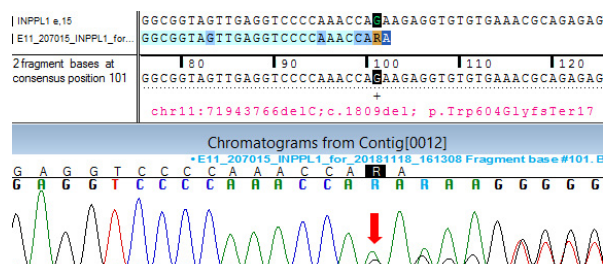 INPPL1 e.15 GGCGGTAGTTGAGGTCCCCAAACCAGAAGAGGTGTGTGAAACGCAGAGAG
E11_207015_INPPL1_for... GGCGGTAGTTGAGGTCCCCAAACCARA
2 fragment bases at consensus position 101
80 90 100 110 120
GGCGGTAGTTGAGGTCCCCAAACCAGAAGAGGTGTGTGAAACGCAGAGAG
+
chr11:71943766delC;c.1809del; p.Trp604GlyfsTer17
Chromatograms from Contig[0012]
•E11_207015_INPPL1_for_20181118_161308 Fragment base #101. B
G A G G T C C C C A A A C C A R A
G A G G T C C C C A A A C C A R A R A A G G G G G